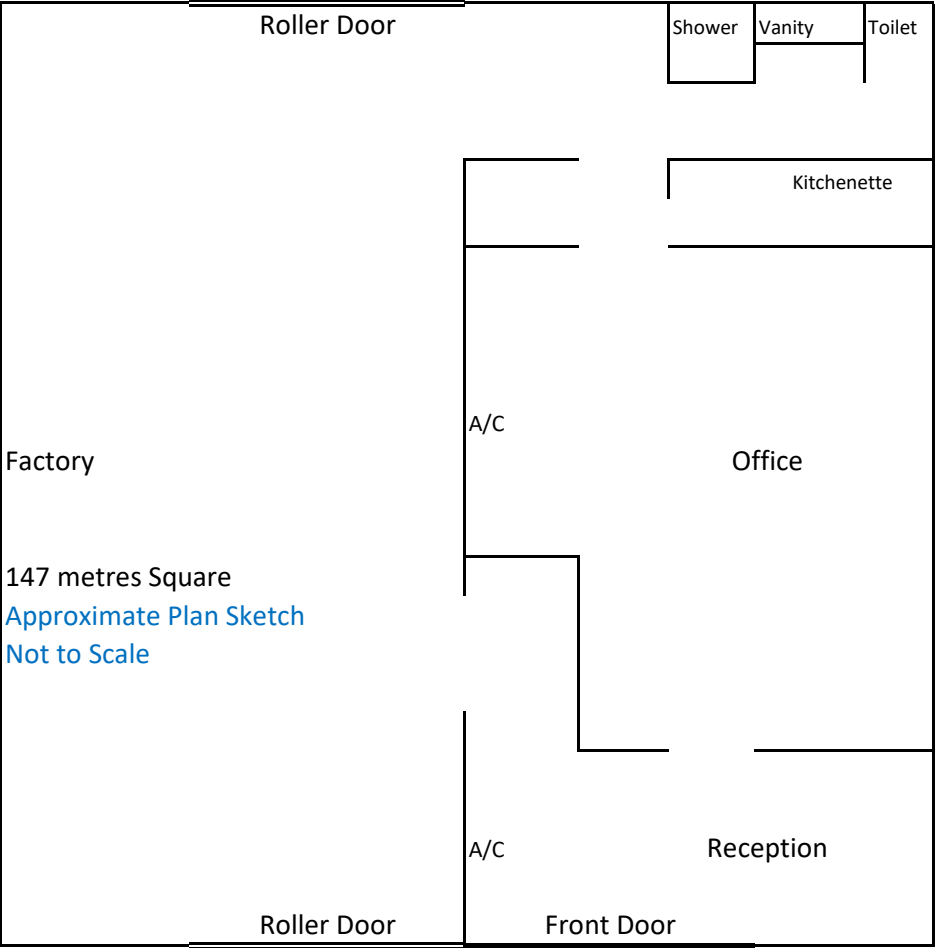 Roller Door
Shower
Vanity
Toilet
Kitchenette
A/C
Factory
Office
147 metres Square
Approximate Plan Sketch
Not to Scale
A/C
Reception
Roller Door
Front Door